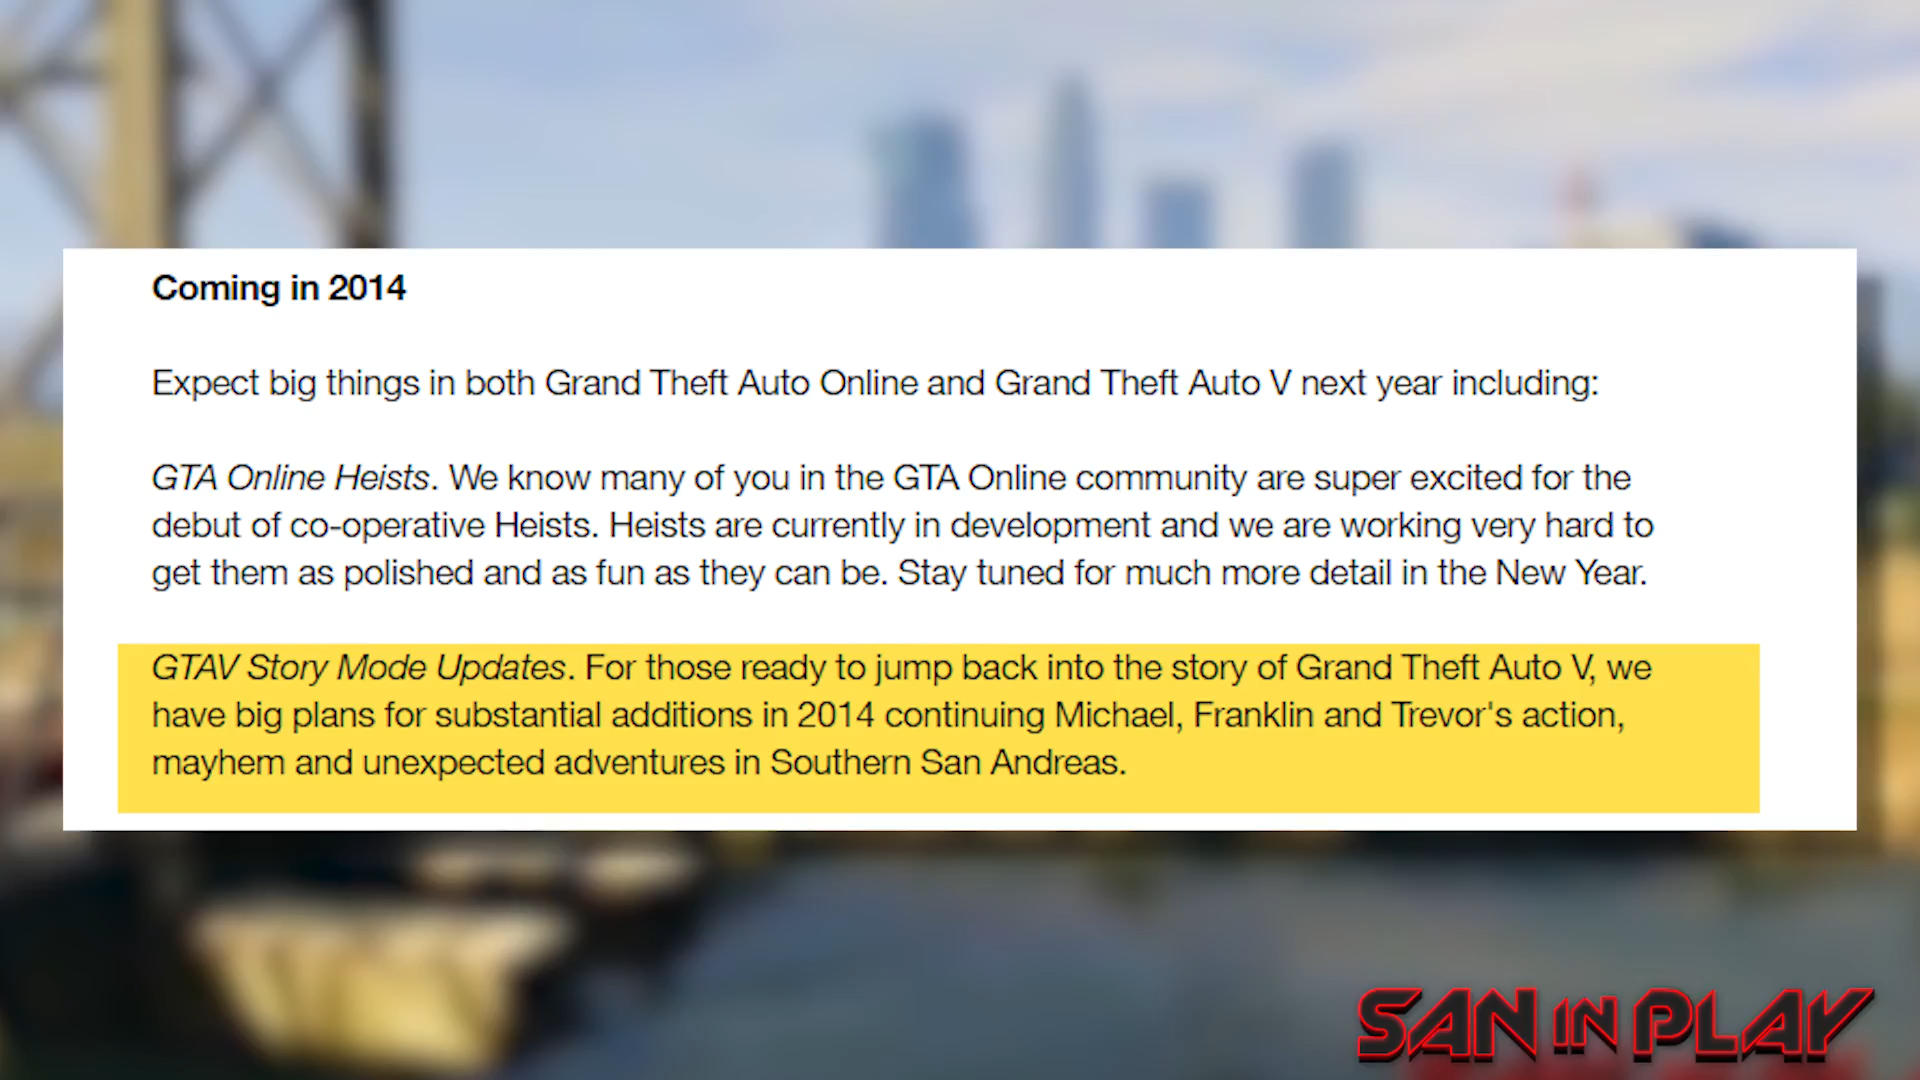 Coming in 2014
Expect big things in both Grand Theft Auto Online and Grand Theft Auto V next year including:
GTA Online Heists. We know many of you in the GTA Online community are super excited for the
debut of co-operative Heists. Heists are currently in development and we are working very hard to
get them as polished and as fun as they can be. Stay tuned for much more detail in the New Year.
GTAV Story Mode Updates. For those ready to jump back into the story of Grand Theft Auto V, we
have big plans for substantial additions in 2014 continuing Michael, Franklin and Trevor's action,
mayhem and unexpected adventures in Southern San Andreas.
SAN IN PLAY